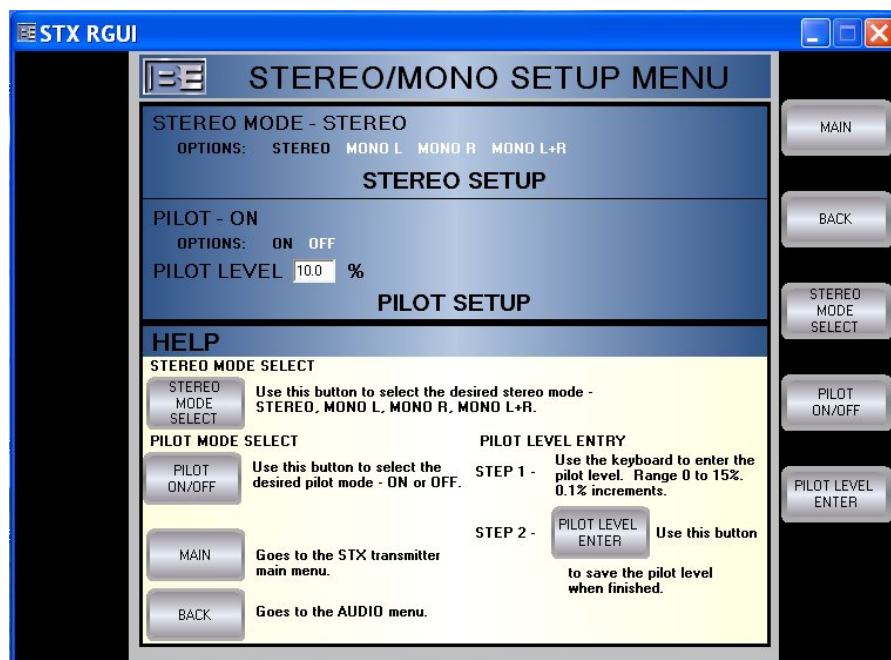 BE STX RGUI
BE STEREO/MONO SETUP MENU
STEREO MODE - STEREO
OPTIONS: STEREO MONO L MONO R MONO L+R
STEREO SETUP
PILOT - ON
OPTIONS: ON OFF
PILOT LEVEL 10.0 %
PILOT SETUP
HELP
STEREO MODE SELECT
STEREO
MODE
SELECT
Use this button to select the desired stereo mode -
STEREO, MONO L, MONO R, MONO L+R.
PILOT MODE SELECT
PILOT
ON/OFF
Use this button to select the
desired pilot mode - ON or OFF.
MAIN
Goes to the STX transmitter
main menu.
BACK
Goes to the AUDIO menu.
PILOT LEVEL ENTRY
STEP 1 -
Use the keyboard to enter the
pilot level. Range 0 to 15%.
0.1% increments.
STEP 2 -
PILOT LEVEL
ENTER
Use this button
to save the pilot level
when finished.
MAIN
BACK
STEREO
MODE
SELECT
PILOT
ON/OFF
PILOT LEVEL
ENTER